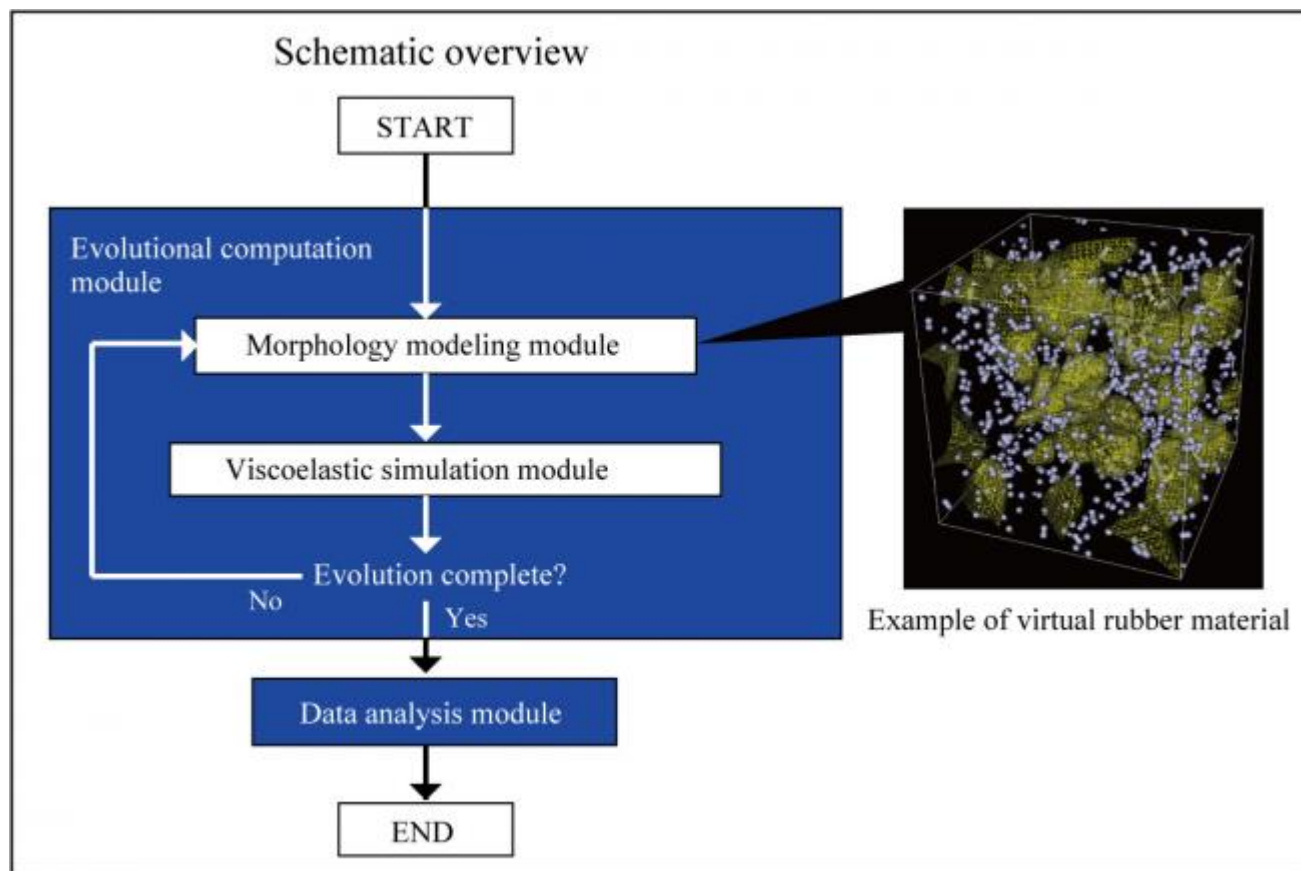 Schematic overview
START
Evolutional computation
module
Morphology modeling module
Viscoelastic simulation module
Evolution complete?
No
Yes
Example of virtual rubber material
Data analysis module
END